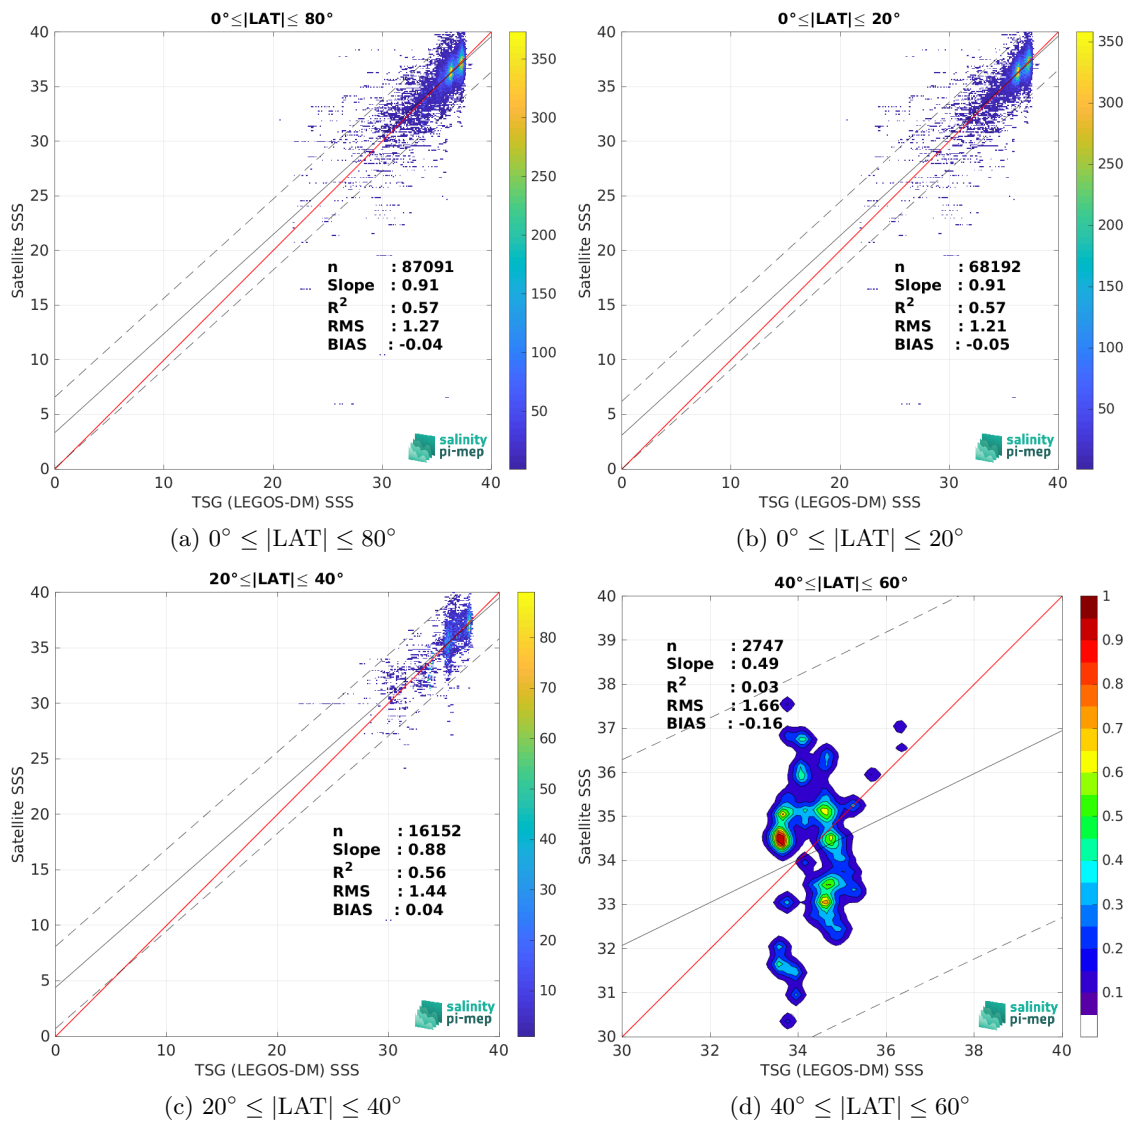 0°≤|LAT|≤ 80°
40
35
30
25
20
15
10
5
0
0
10
20
30
40
Satellite SSS
TSG (LEGOS-DM) SSS
n : 87091
Slope : 0.91
R² : 0.57
RMS : 1.27
BIAS : -0.04
salinity
pi-mep
350
300
250
200
150
100
50
(a) 0° ≤ |LAT| ≤ 80°
0°≤|LAT|≤ 20°
40
35
30
25
20
15
10
5
0
0
10
20
30
40
Satellite SSS
TSG (LEGOS-DM) SSS
n : 68192
Slope : 0.91
R² : 0.57
RMS : 1.21
BIAS : -0.05
salinity
pi-mep
350
300
250
200
150
100
50
(b) 0° ≤ |LAT| ≤ 20°
20°≤|LAT|≤ 40°
40
35
30
25
20
15
10
5
0
0
10
20
30
40
Satellite SSS
TSG (LEGOS-DM) SSS
n : 16152
Slope : 0.88
R² : 0.56
RMS : 1.44
BIAS : 0.04
salinity
pi-mep
80
70
60
50
40
30
20
10
(c) 20° ≤ |LAT| ≤ 40°
40°≤|LAT|≤ 60°
40
39
38
37
36
35
34
33
32
31
30
30
32
34
36
38
40
Satellite SSS
TSG (LEGOS-DM) SSS
n : 2747
Slope : 0.49
R² : 0.03
RMS : 1.66
BIAS : -0.16
salinity
pi-mep
1
0.9
0.8
0.7
0.6
0.5
0.4
0.3
0.2
0.1
(d) 40° ≤ |LAT| ≤ 60°